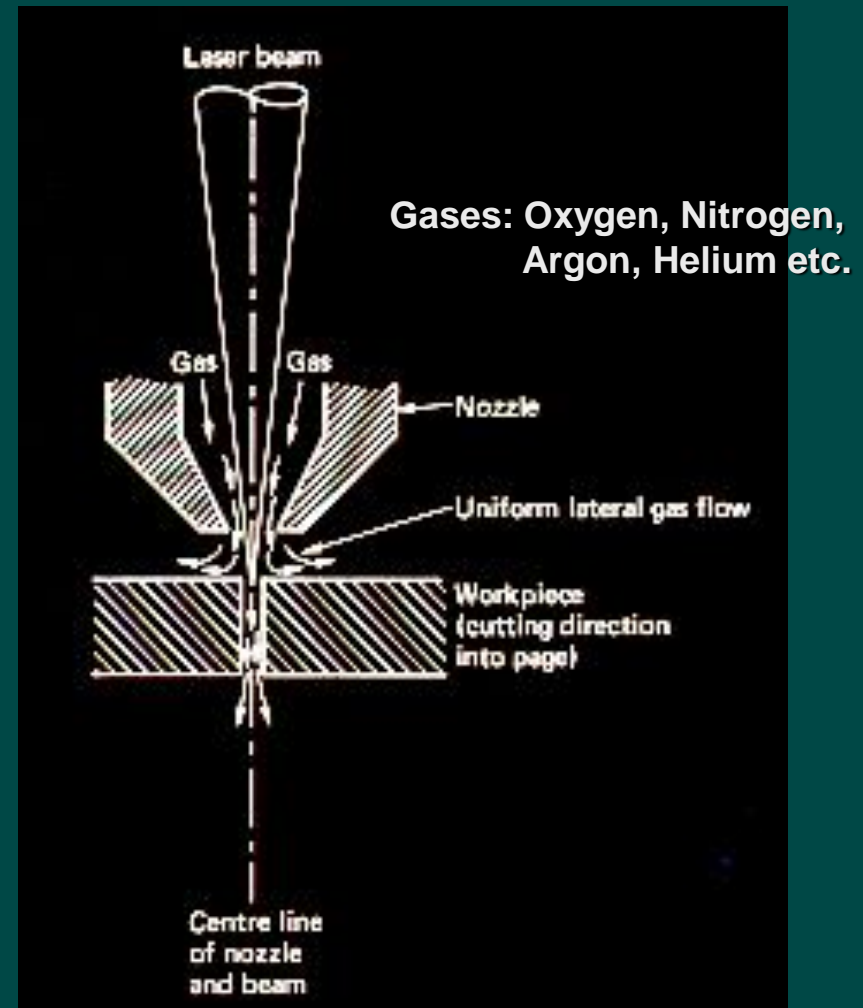 Laser beam
Gases: Oxygen, Nitrogen,
Argon, Helium etc.
Gas
Gas
Nozzle
Uniform lateral gas flow
Workpiece
(cutting direction
into page)
Centre line
of nozzle
and beam